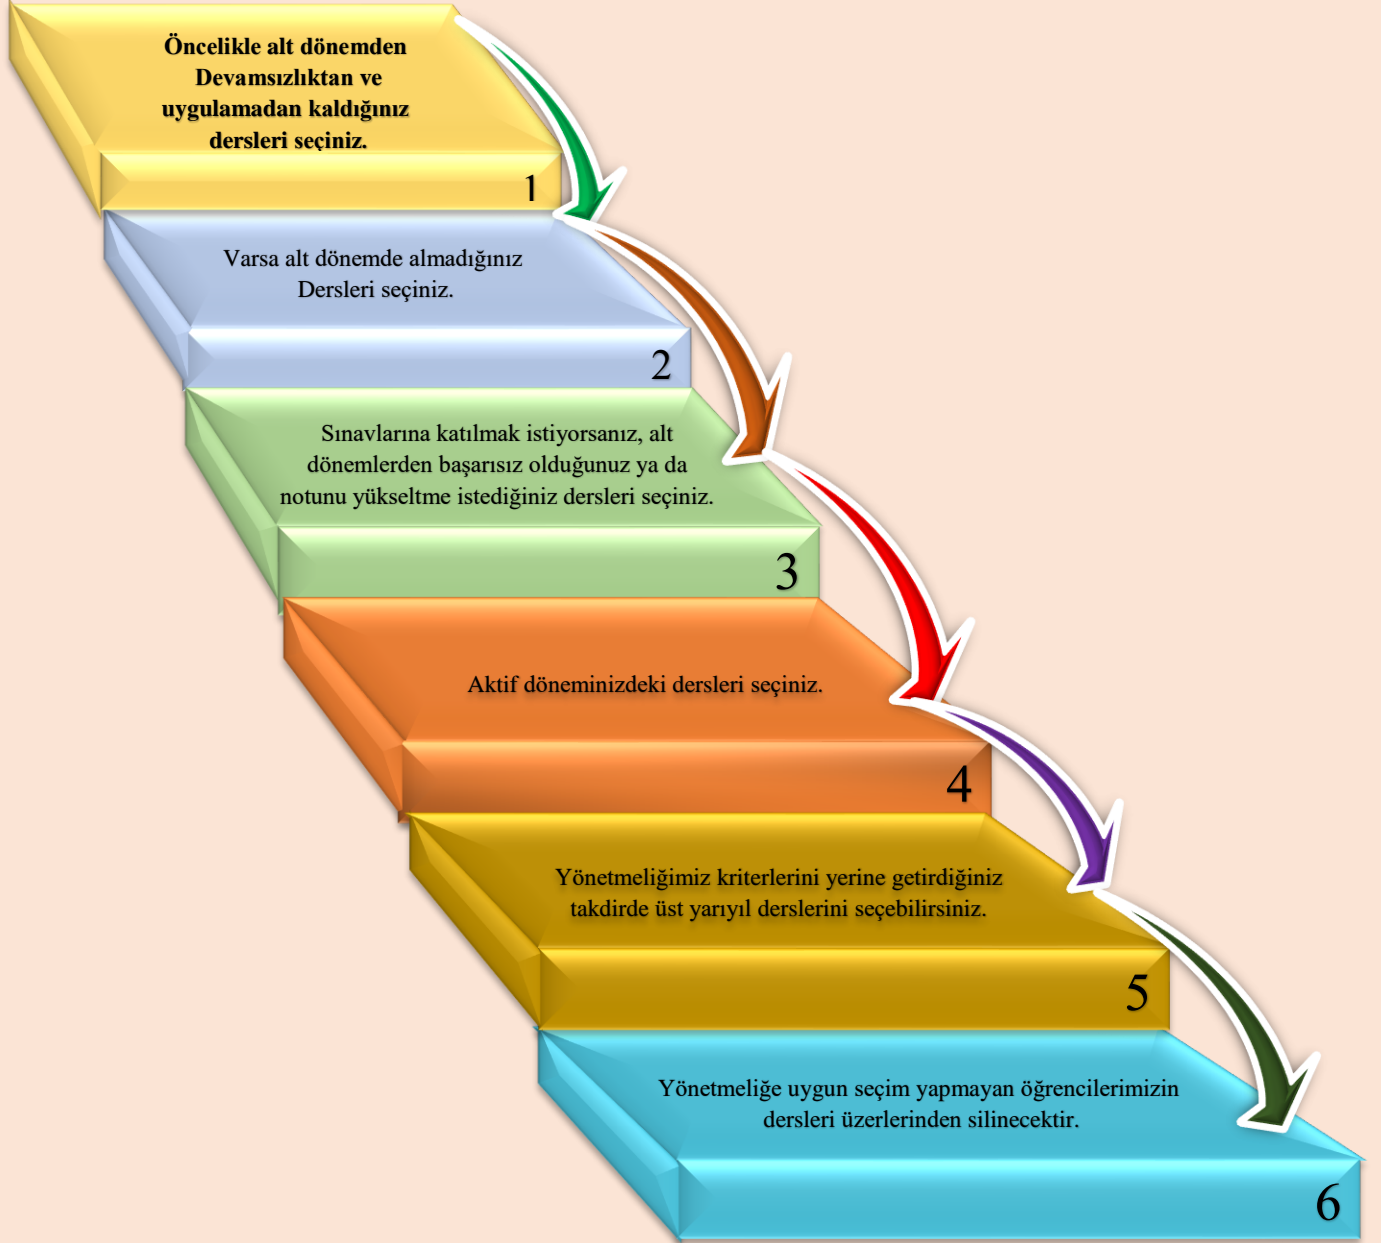 Öncelikle alt dönemden
Devamsızlıktan ve
uygulamadan kaldığınız
dersleri seçiniz.
1
Varsa alt dönemde almadığınız
Dersleri seçiniz.
2
Sınavlarına katılmak istiyorsanız, alt
dönemlerden başarısız olduğunuz ya da
notunu yükseltme istediğiniz dersleri seçiniz.
3
Aktif döneminizdeki dersleri seçiniz.
4
Yönetmeliğimiz kriterlerini yerine getirdiğiniz
takdirde üst yarıyıl derslerini seçebilirsiniz.
5
Yönetmeliğe uygun seçim yapmayan öğrencilerimizin
dersleri üzerlerinden silinecektir.
6